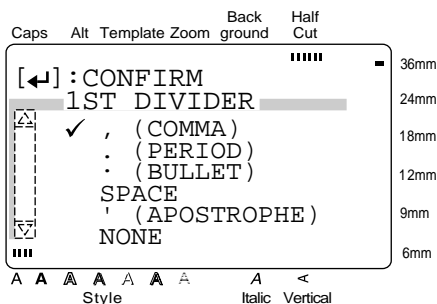 Back Half
Caps Alt Template Zoom ground Cut
[↵]:CONFIRM
36mm
1ST DIVIDER
24mm
✓ , (COMMA)
18mm
. (PERIOD)
· (BULLET)
12mm
SPACE
' (APOSTROPHE)
9mm
NONE
6mm
A A A A A A A A A
Style Italic Vertical